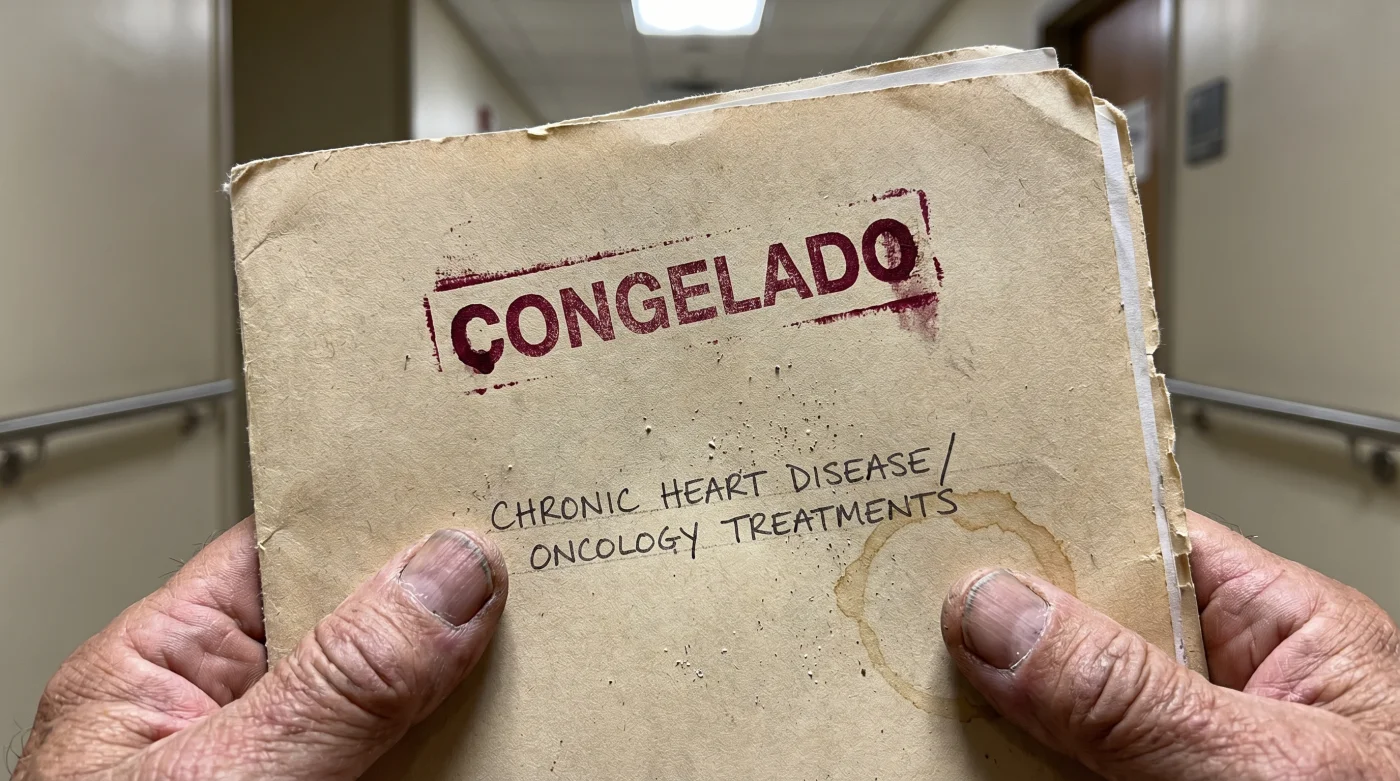 CONGELADO
CHRONIC HEART DISEASE/
ONCOLOGY TREATMENTS